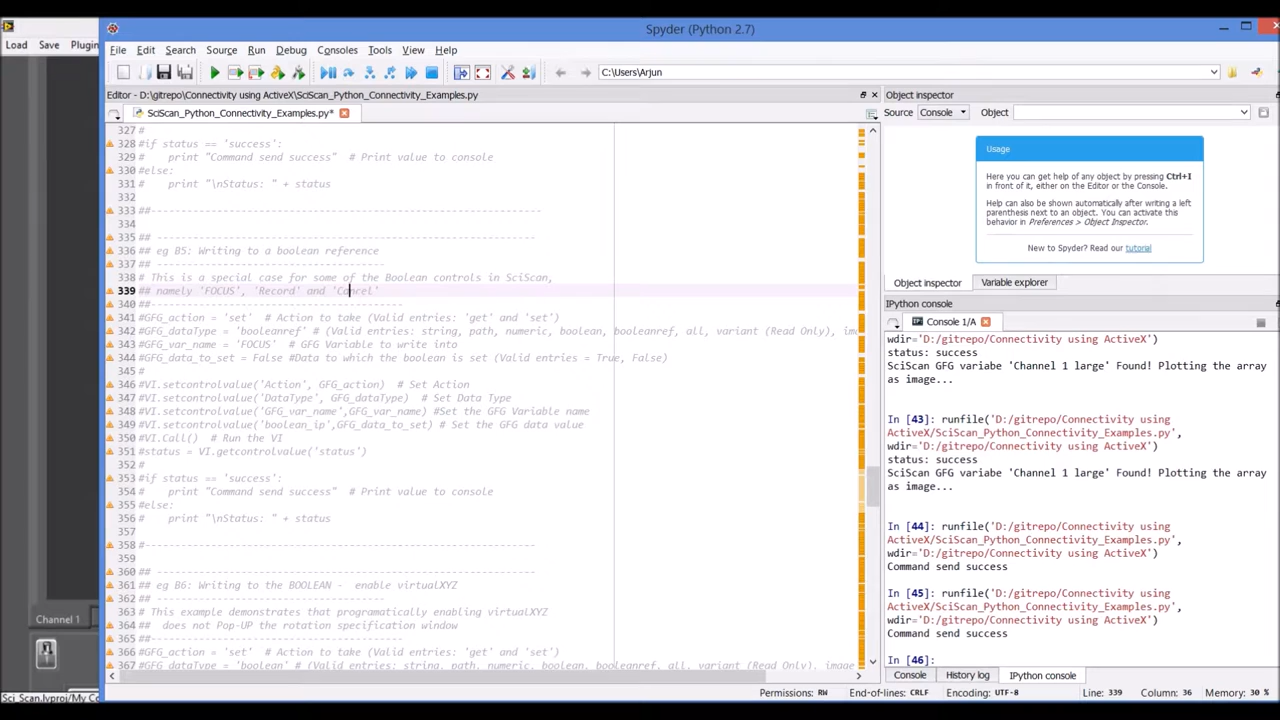 Spyder (Python 2.7)
Load Save Plugin
File Edit Search Source Run Debug Consoles Tools View Help
C:\Users\Arjun
Editor - D:\gitrepo\Connectivity using ActiveX\SciScan_Python_Connectivity_Examples.py
SciScan_Python_Connectivity_Examples.py*
327 #
328 #if status == 'success':
329 #    print "Command send success"  # Print value to console
330 #else:
331 #    print "\nStatus: " + status
332
333 ##----------------------------------------------------------------
334
335 ## ---------------------------------------------------------------
336 ## eg B5: Writing to a boolean reference
337 ## --------------------------------------
338 # This is a special case for some of the Boolean controls in SciScan,
339 ## namely 'FOCUS', 'Record' and 'Cancel'
340 ##------------------------------------------
341 #GFG_action = 'set'  # Action to take (Valid entries: 'get' and 'set')
342 #GFG_dataType = 'booleanref' # (Valid entries: string, path, numeric, boolean, booleanref, all, variant (Read Only), ima
343 #GFG_var_name = 'FOCUS'  # GFG Variable to write into
344 #GFG_data_to_set = False #Data to which the boolean is set (Valid entries = True, False)
345 #
346 #VI.setcontrolvalue('Action', GFG_action)  # Set Action
347 #VI.setcontrolvalue('DataType', GFG_dataType)  # Set Data Type
348 #VI.setcontrolvalue('GFG_var_name',GFG_var_name) #Set the GFG Variable name
349 #VI.setcontrolvalue('boolean_ip',GFG_data_to_set) # Set the GFG data value
350 #VI.Call()  # Run the VI
351 #status = VI.getcontrolvalue('status')
352 #
353 #if status == 'success':
354 #    print "Command send success"  # Print value to console
355 #else:
356 #    print "\nStatus: " + status
357
358 #----------------------------------------------------------------
359
360 ## ---------------------------------------------------------------
361 ## eg B6: Writing to the BOOLEAN -  enable virtualXYZ
362 ## --------------------------------------
363 # This example demonstrates that programatically enabling virtualXYZ
364 ##  does not Pop-UP the rotation specification window
365 ##------------------------------------------
366 #GFG_action = 'set'  # Action to take (Valid entries: 'get' and 'set')
367 #GFG_dataType = 'boolean' # (Valid entries: string, path, numeric, boolean, booleanref, all, variant (Read Only), image
Object inspector
Source Console Object
Usage
Here you can get help of any object by pressing Ctrl+I
in front of it, either on the Editor or the Console.
Help can also be shown automatically after writing a left
parenthesis next to an object. You can activate this
behavior in Preferences > Object Inspector.
New to Spyder? Read our tutorial
Object inspector Variable explorer
IPython console
Console 1/A
wdir='D:/gitrepo/Connectivity using ActiveX')
status: success
SciScan GFG variabe 'Channel 1 large' Found! Plotting the array
as image...
In [43]: runfile('D:/gitrepo/Connectivity using
ActiveX/SciScan_Python_Connectivity_Examples.py',
wdir='D:/gitrepo/Connectivity using ActiveX')
status: success
SciScan GFG variabe 'Channel 1 large' Found! Plotting the array
as image...
In [44]: runfile('D:/gitrepo/Connectivity using
ActiveX/SciScan_Python_Connectivity_Examples.py',
wdir='D:/gitrepo/Connectivity using ActiveX')
Command send success
In [45]: runfile('D:/gitrepo/Connectivity using
ActiveX/SciScan_Python_Connectivity_Examples.py',
wdir='D:/gitrepo/Connectivity using ActiveX')
Command send success
In [46]:
Console History log IPython console
Channel 1
Sci_Scan.lvproj/My Co
Permissions: RW End-of-lines: CRLF Encoding: UTF-8 Line: 339 Column: 36 Memory: 30 %